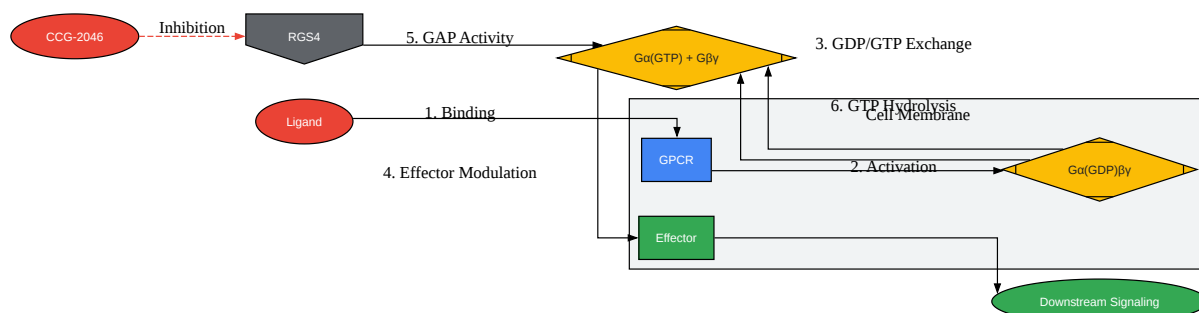 CCG-2046
Inhibition
RGS4
5. GAP Activity
Gα(GTP) + Gβγ
3. GDP/GTP Exchange
Ligand
1. Binding
6. GTP Hydrolysis
Cell Membrane
GPCR
4. Effector Modulation
2. Activation
Gα(GDP)βγ
Effector
Downstream Signaling